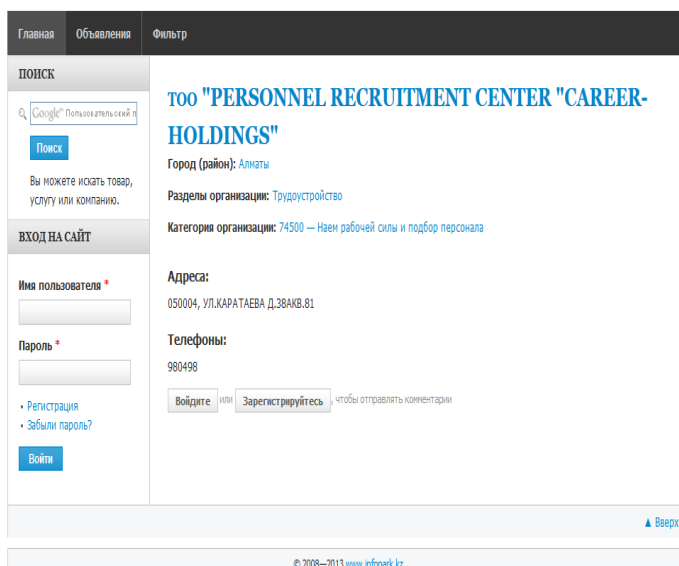 Главная Объявления Фильтр
ПОИСК
Google™ Пользовательский п
Поиск
Вы можете искать товар,
услугу или компанию.
ВХОД НА САЙТ
Имя пользователя *
Пароль *
• Регистрация
• Забыли пароль?
Войти
ТОО "PERSONNEL RECRUITMENT CENTER "CAREER-
HOLDINGS"
Город (район): Алматы
Разделы организации: Трудоустройство
Категория организации: 74500 — Наем рабочей силы и подбор персонала
Адреса:
050004, УЛ.КАРАТАЕВА Д.38АКВ.81
Телефоны:
980498
Войдите или Зарегистрируйтесь , чтобы отправлять комментарии
▲ Вверх
© 2008—2013 www.infopark.kz